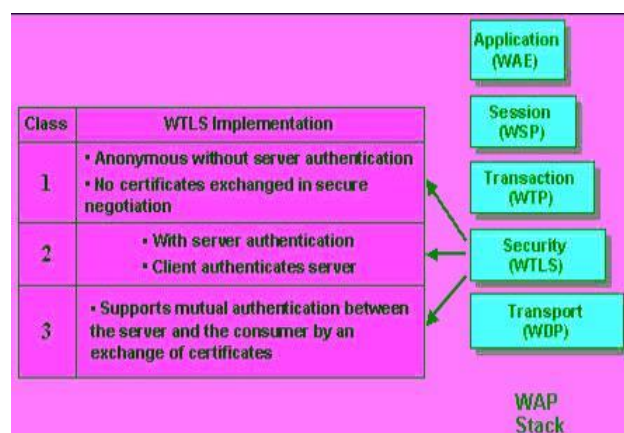 Class WTLS Implementation
1
• Anonymous without server authentication
• No certificates exchanged in secure
negotiation
2
• With server authentication
• Client authenticates server
3
• Supports mutual authentication between
the server and the consumer by an
exchange of certificates
Application
(WAE)
Session
(WSP)
Transaction
(WTP)
Security
(WTLS)
Transport
(WDP)
WAP
Stack